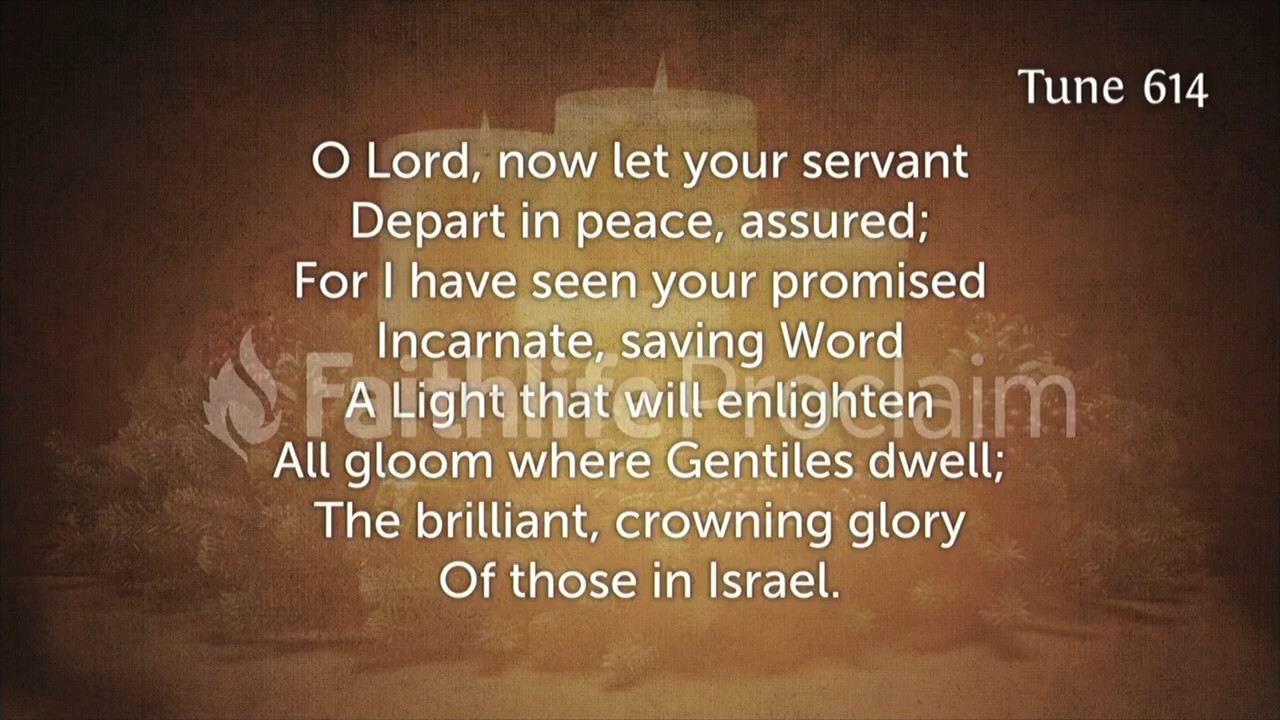 Tune 614
O Lord, now let your servant
Depart in peace, assured;
For I have seen your promised
Incarnate, saving Word
Faithlife Proclaim
A Light that will enlighten
All gloom where Gentiles dwell;
The brilliant, crowning glory
Of those in Israel.